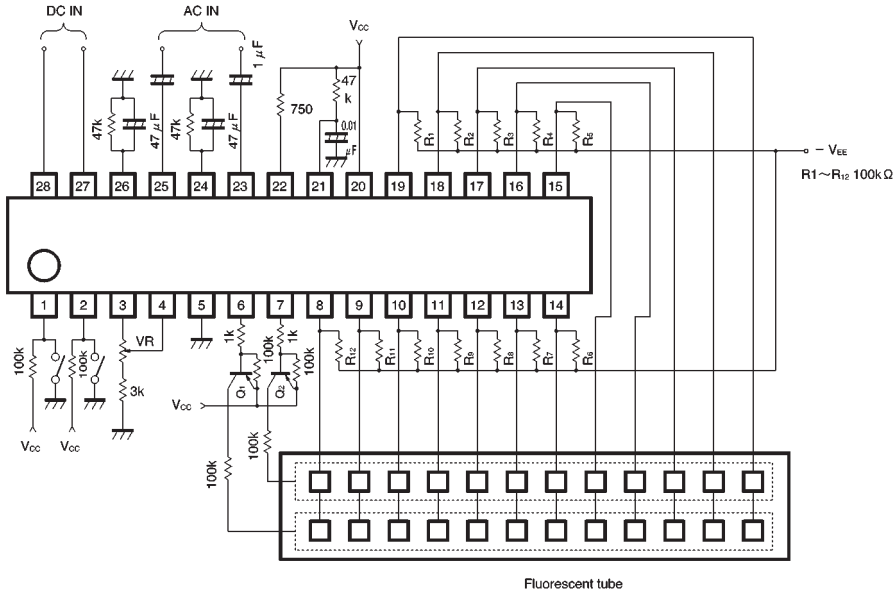 DC IN
AC IN
VCC
1 μF
47k
47 μF
47k
47 μF
750
47
k
0.01
μF
R1
R2
R3
R4
R5
− VEE
R1～R12 100kΩ
28
27
26
25
24
23
22
21
20
19
18
17
16
15
1
2
3
4
5
6
7
8
9
10
11
12
13
14
100k
100k
VR
3k
1k
1k
100k
100k
R12
R11
R10
R9
R8
R7
R6
Q1
Q2
VCC
VCC
VCC
100k
100k
Fluorescent tube